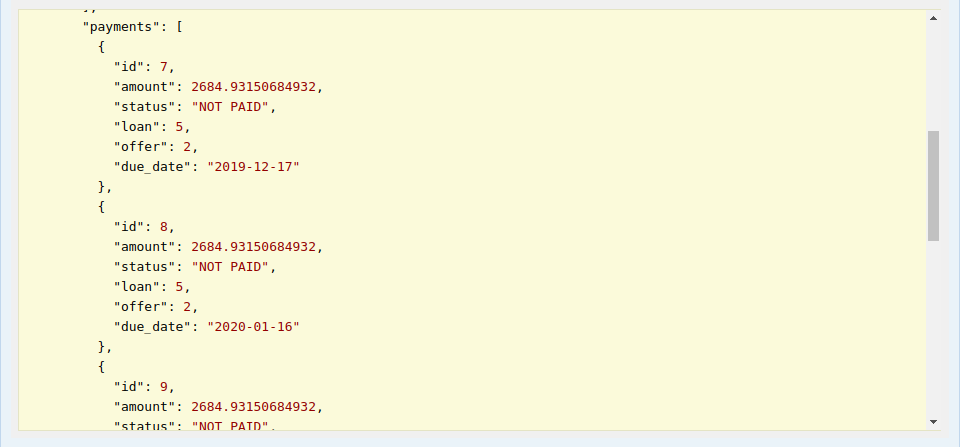 ],
"payments": [
{
"id": 7,
"amount": 2684.93150684932,
"status": "NOT PAID",
"loan": 5,
"offer": 2,
"due_date": "2019-12-17"
},
{
"id": 8,
"amount": 2684.93150684932,
"status": "NOT PAID",
"loan": 5,
"offer": 2,
"due_date": "2020-01-16"
},
{
"id": 9,
"amount": 2684.93150684932,
"status": "NOT PAID",